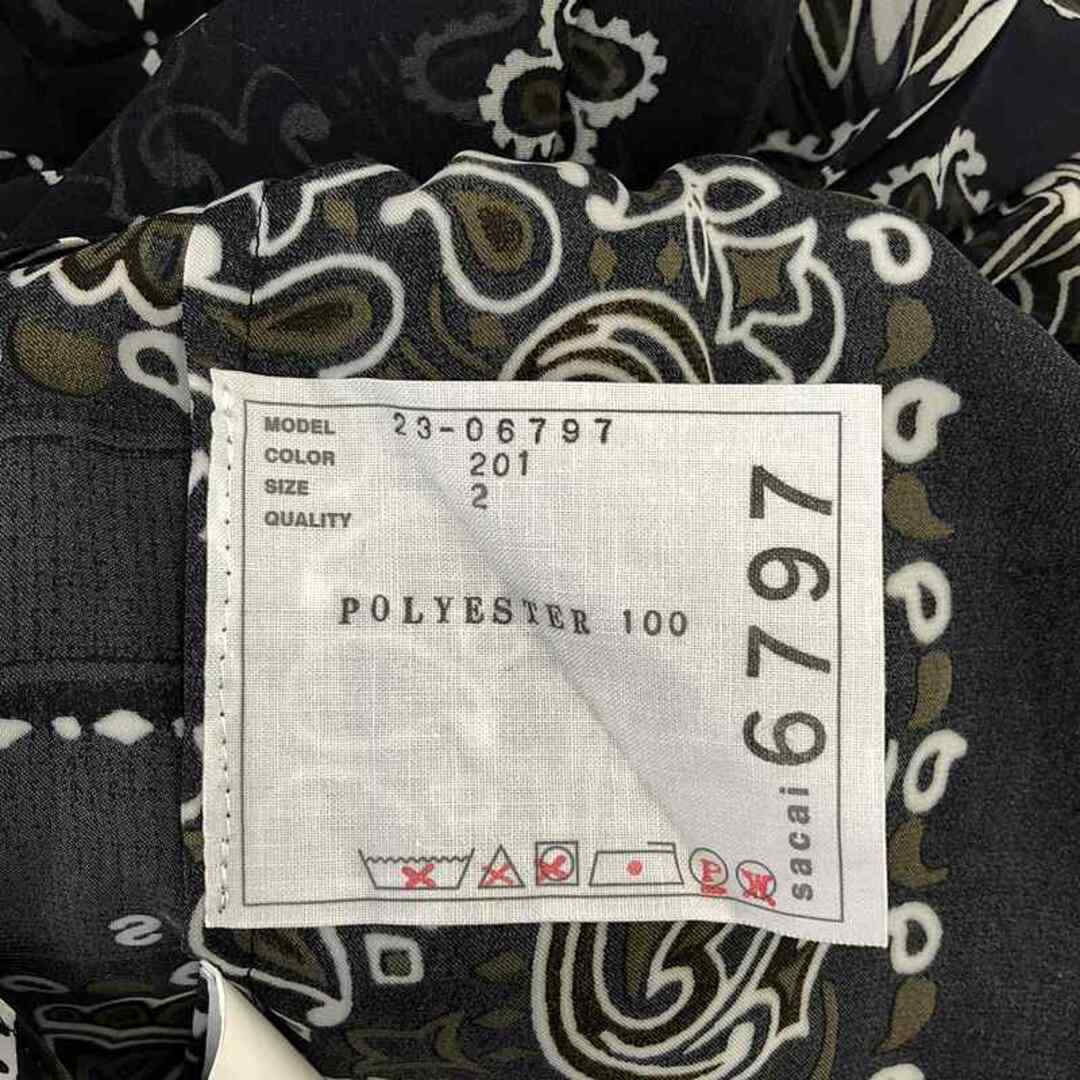 MODEL 23-06797
COLOR 201
SIZE 2
QUALITY
POLYESTER 100
sacai 6797